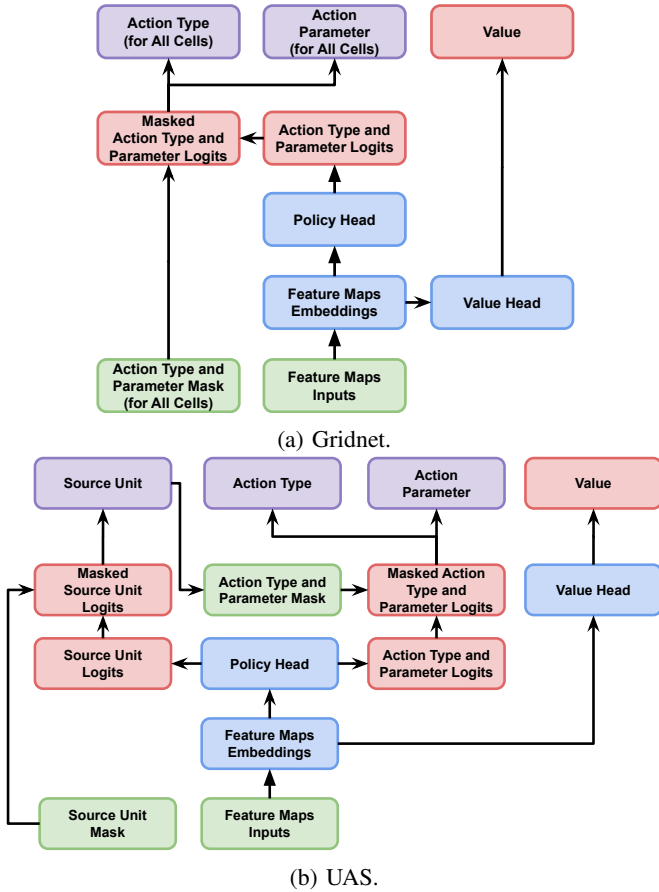 Action Type
(for All Cells)
Action
Parameter
(for All Cells)
Value
Masked
Action Type and
Parameter Logits
Action Type and
Parameter Logits
Policy Head
Feature Maps
Embeddings
Value Head
Action Type and
Parameter Mask
(for All Cells)
Feature Maps
Inputs
(a) Gridnet.
Source Unit
Action Type
Action
Parameter
Value
Masked
Source Unit
Logits
Action Type and
Parameter Mask
Masked Action
Type and
Parameter Logits
Value Head
Source Unit
Logits
Policy Head
Action Type and
Parameter Logits
Feature Maps
Embeddings
Source Unit
Mask
Feature Maps
Inputs
(b) UAS.